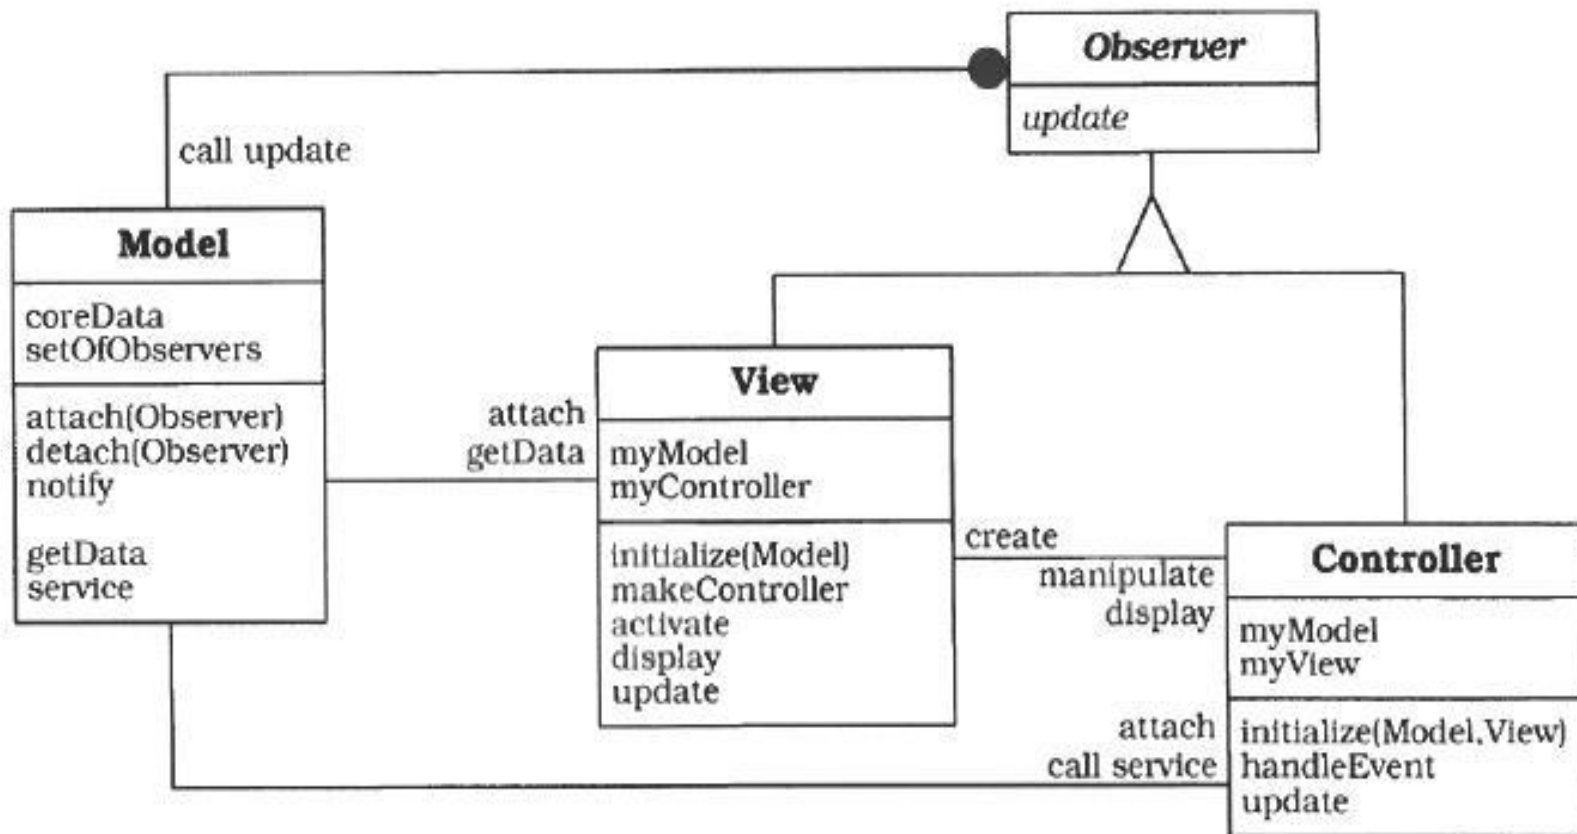 Observer
update
call update
Model
coreData
setOfObservers
attach(Observer)
detach(Observer)
notify
getData
service
attach
getData
View
myModel
myController
initialize(Model)
makeController
activate
display
update
create
manipulate
display
Controller
myModel
myView
attach
call service
initialize(Model,View)
handleEvent
update